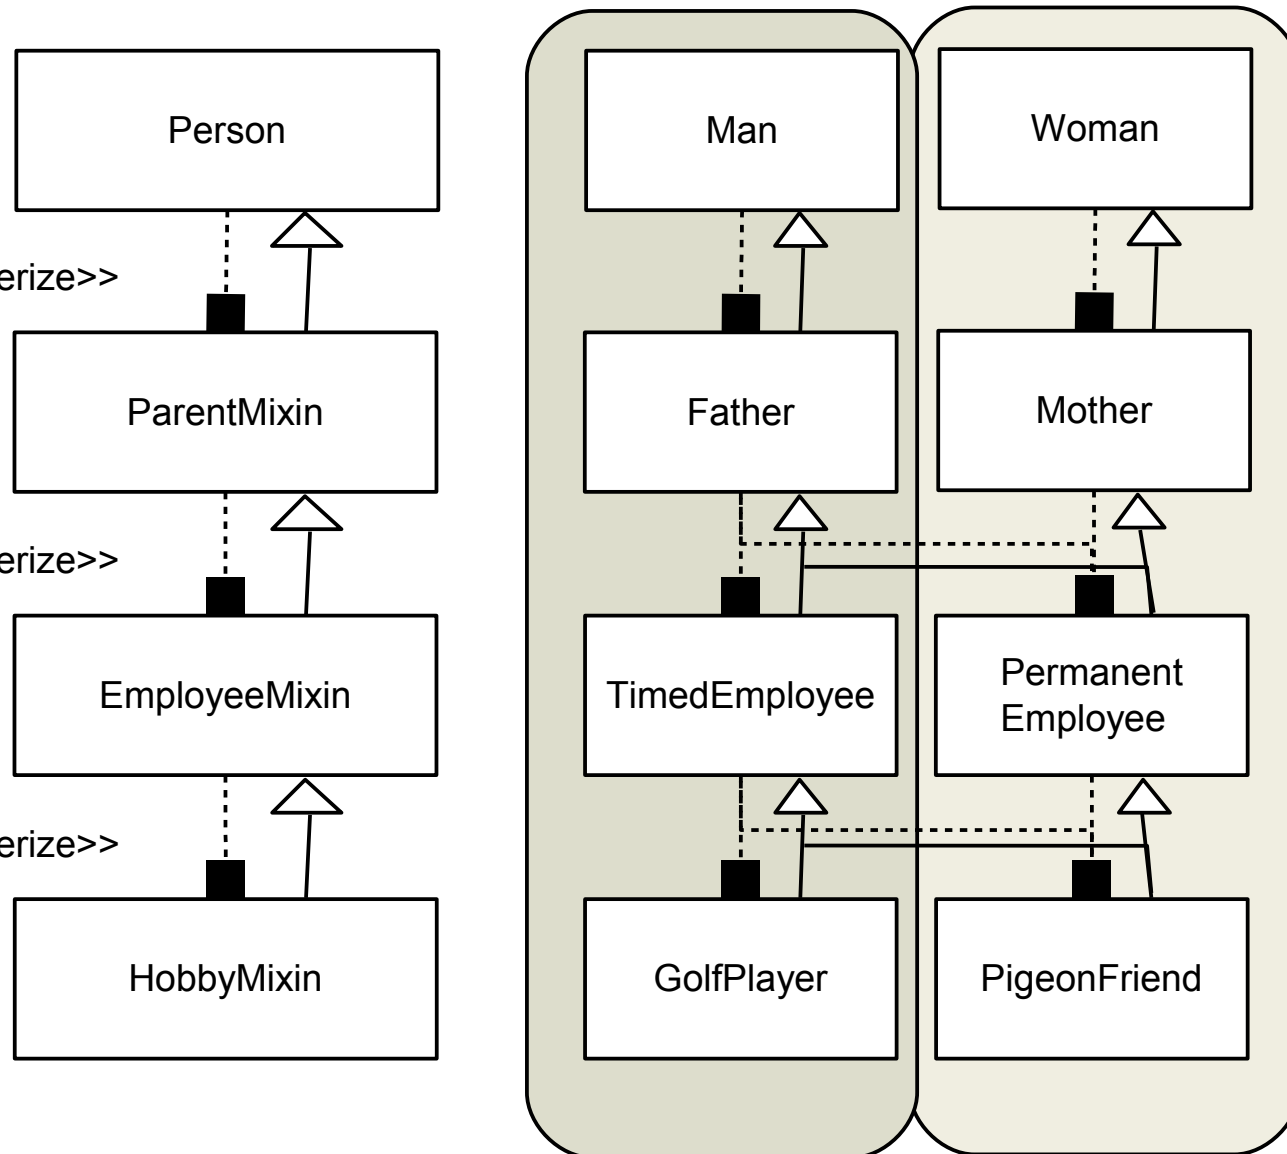 Person
Man
Woman
erize>>
ParentMixin
Father
Mother
erize>>
EmployeeMixin
TimedEmployee
Permanent
Employee
erize>>
HobbyMixin
GolfPlayer
PigeonFriend